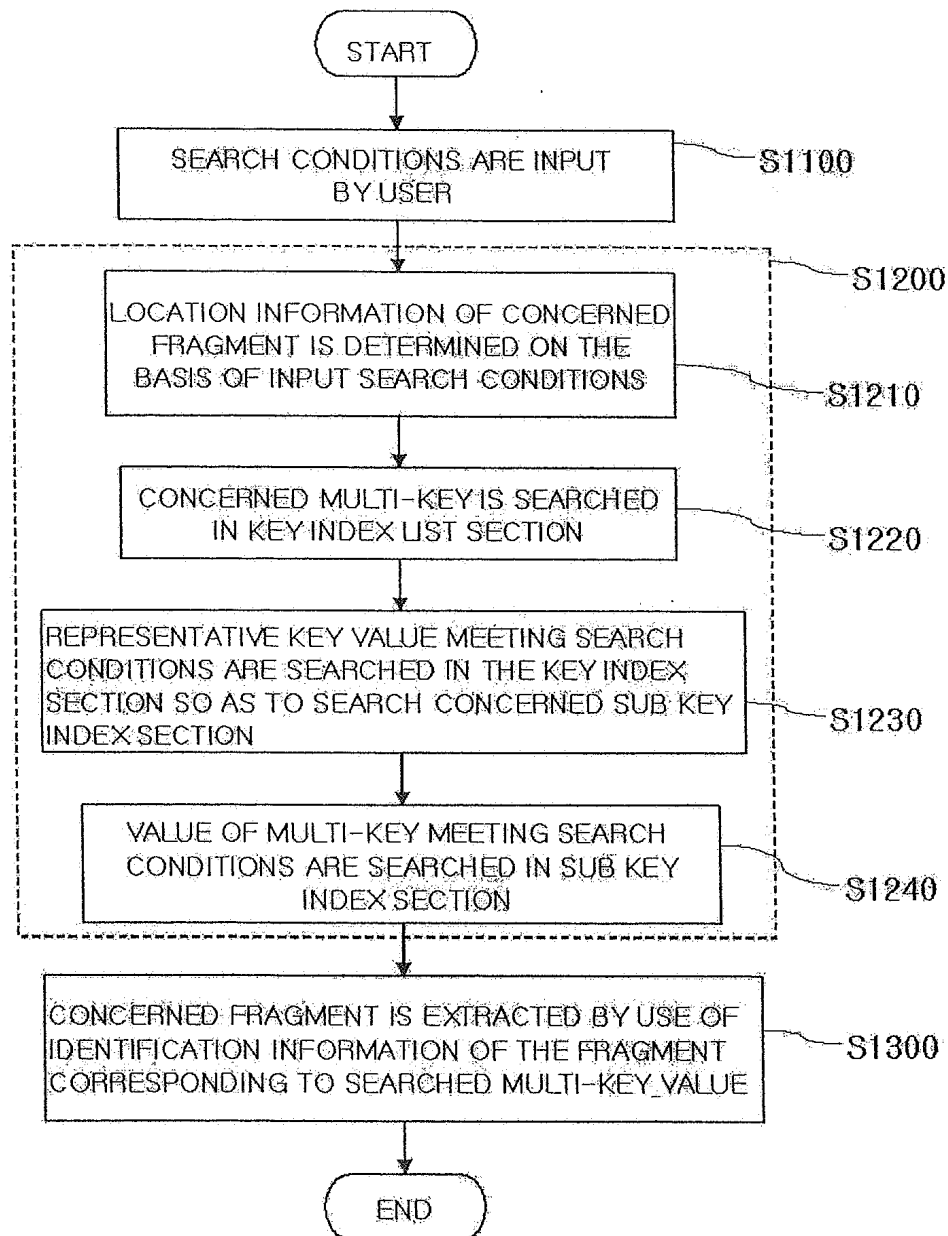 START
SEARCH CONDITIONS ARE INPUT
BY USER
S1100
S1200
LOCATION INFORMATION OF CONCERNED
FRAGMENT IS DETERMINED ON THE
BASIS OF INPUT SEARCH CONDITIONS
S1210
CONCERNED MULTI-KEY IS SEARCHED
IN KEY INDEX LIST SECTION
S1220
REPRESENTATIVE KEY VALUE MEETING SEARCH
CONDITIONS ARE SEARCHED IN THE KEY INDEX
SECTION SO AS TO SEARCH CONCERNED SUB KEY
INDEX SECTION
S1230
VALUE OF MULTI-KEY MEETING SEARCH
CONDITIONS ARE SEARCHED IN SUB KEY
INDEX SECTION
S1240
CONCERNED FRAGMENT IS EXTRACTED BY USE OF
IDENTIFICATION INFORMATION OF THE FRAGMENT
CORRESPONDING TO SEARCHED MULTI-KEY_VALUE
S1300
END